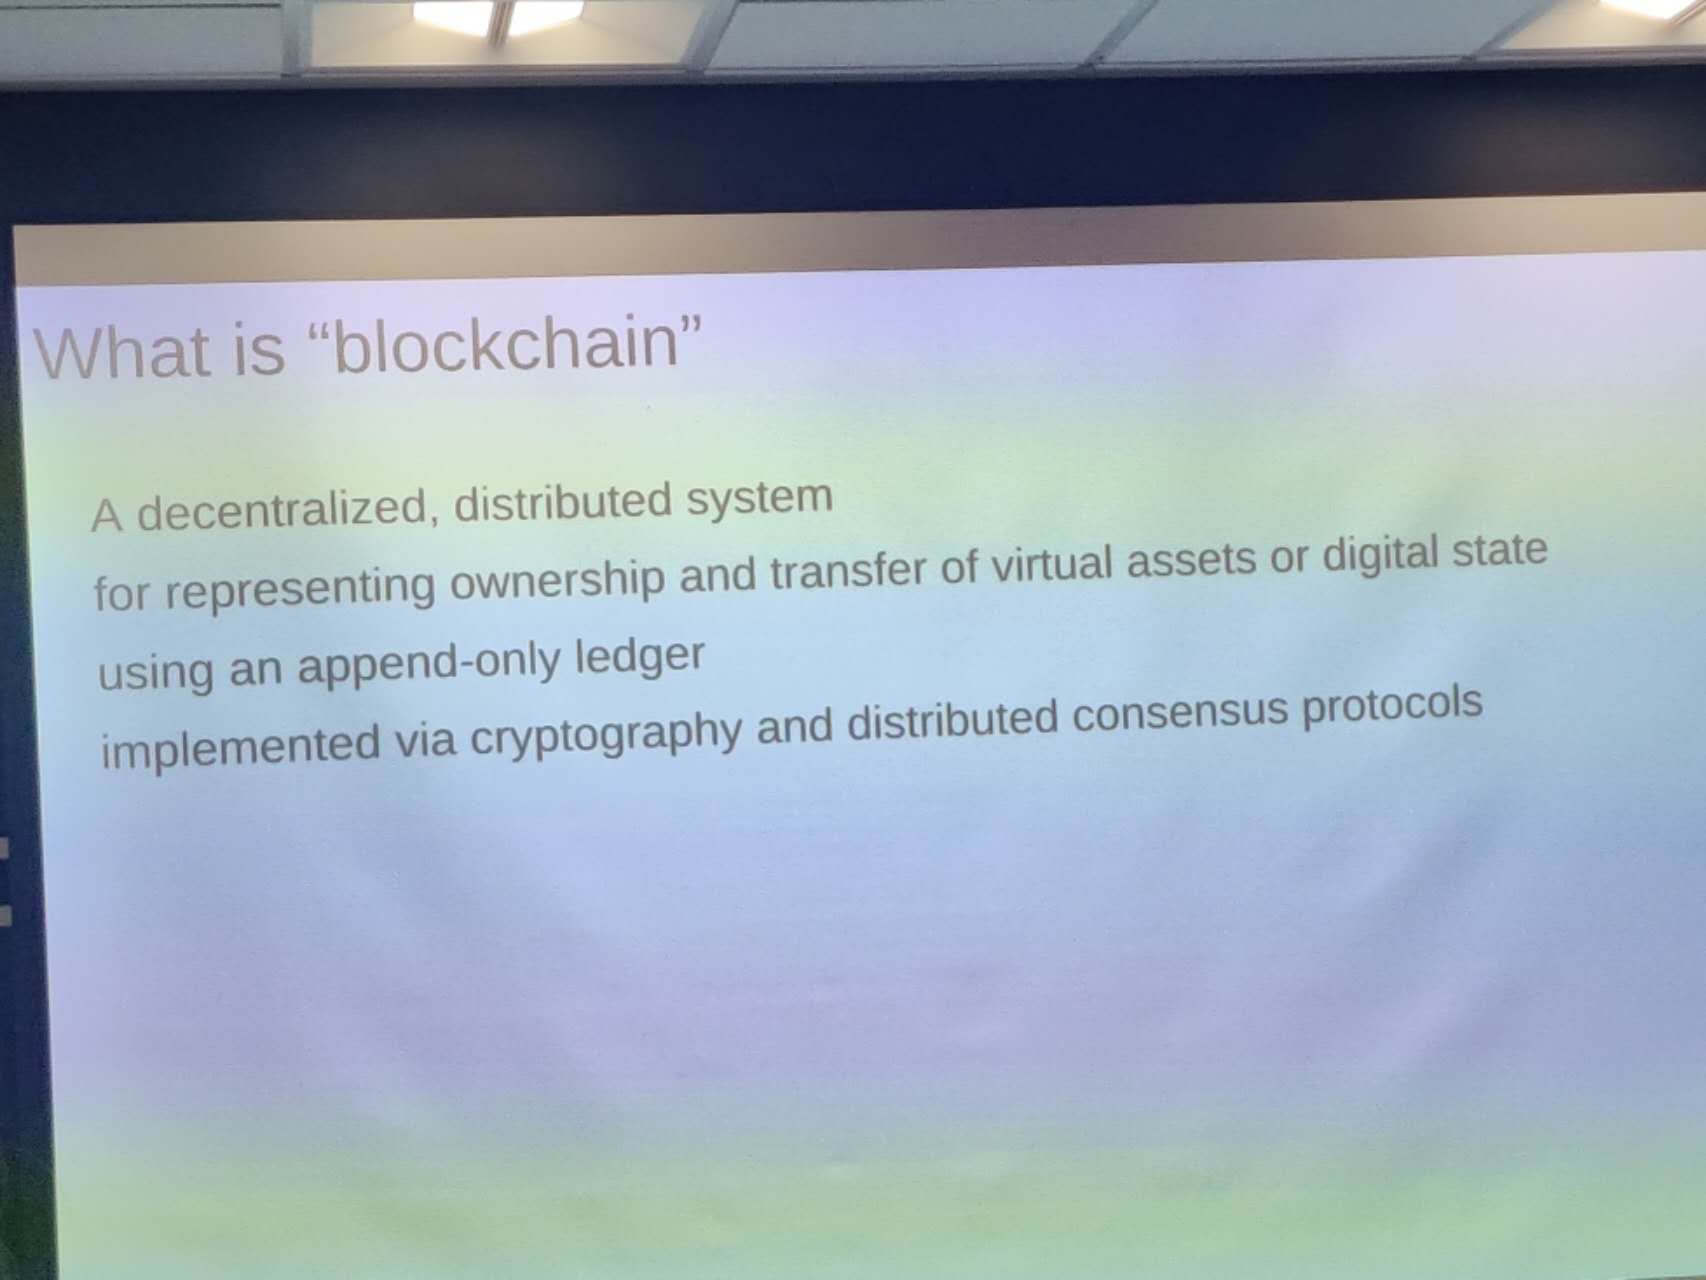 What is “blockchain”
A decentralized, distributed system
for representing ownership and transfer of virtual assets or digital state
using an append-only ledger
implemented via cryptography and distributed consensus protocols